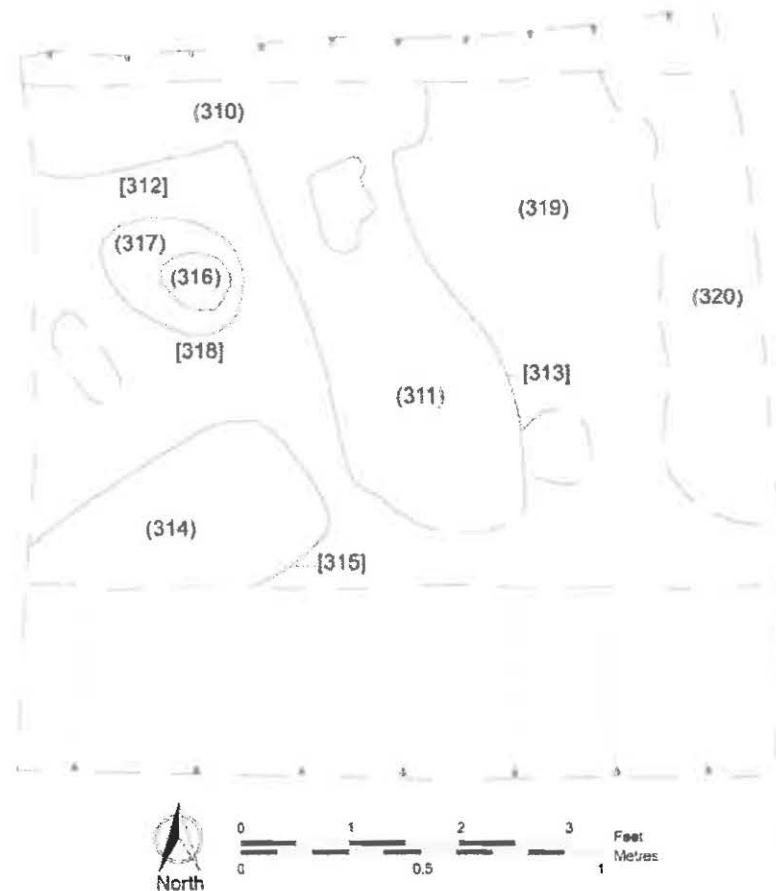 (310)
[312]
(317)
(316)
(319)
(320)
[318]
[313]
(311)
(314)
[315]
0 1 2 3 Feet
Metres
0 0.5 1
North